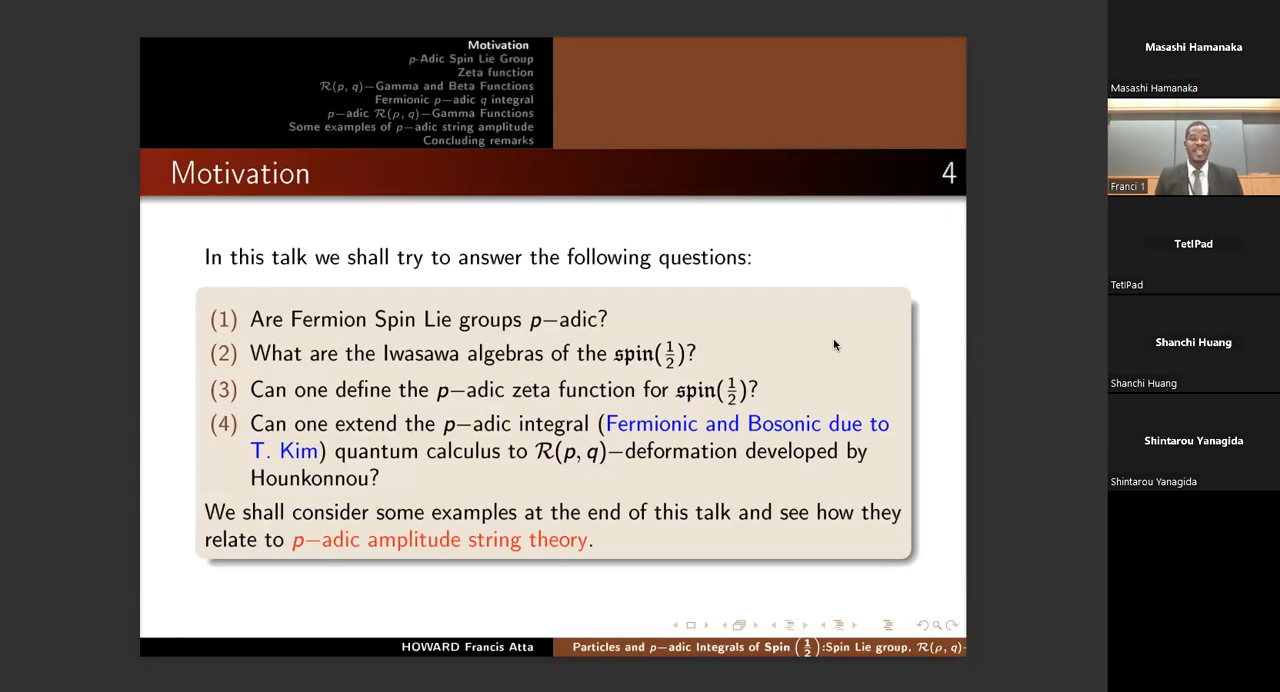 Motivation
p-Adic Spin Lie Group
Zeta function
ℛ(p, q)−Gamma and Beta Functions
Fermionic p−adic q integral
p−adic ℛ(p, q)−Gamma Functions
Some examples of p−adic string amplitude
Concluding remarks
Motivation 4
In this talk we shall try to answer the following questions:
(1) Are Fermion Spin Lie groups p−adic?
(2) What are the Iwasawa algebras of the 𝔰𝔭𝔦𝔫(1/2)?
(3) Can one define the p−adic zeta function for 𝔰𝔭𝔦𝔫(1/2)?
(4) Can one extend the p−adic integral (Fermionic and Bosonic due to
T. Kim) quantum calculus to ℛ(p, q)−deformation developed by
Hounkonnou?
We shall consider some examples at the end of this talk and see how they
relate to p−adic amplitude string theory.
HOWARD Francis Atta
Particles and p−adic Integrals of Spin (1/2):Spin Lie group, ℛ(p, q)-
Masashi Hamanaka
Masashi Hamanaka
Franci 1
TetIPad
TetIPad
Shanchi Huang
Shanchi Huang
Shintarou Yanagida
Shintarou Yanagida